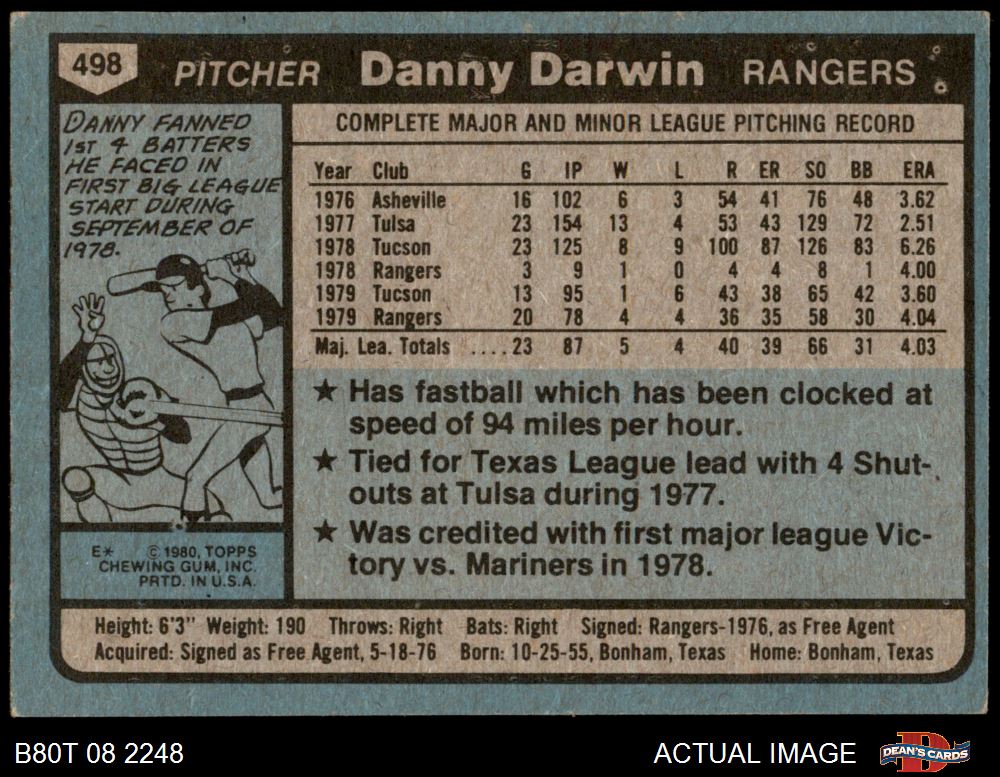 498 PITCHER Danny Darwin RANGERS
DANNY FANNED
1ST 4 BATTERS
HE FACED IN
FIRST BIG LEAGUE
START DURING
SEPTEMBER OF
1978.
COMPLETE MAJOR AND MINOR LEAGUE PITCHING RECORD
Year Club G IP W L R ER SO BB ERA
1976 Asheville 16 102 6 3 54 41 76 48 3.62
1977 Tulsa 23 154 13 4 53 43 129 72 2.51
1978 Tucson 23 125 8 9 100 87 126 83 6.26
1978 Rangers 3 9 1 0 4 4 8 1 4.00
1979 Tucson 13 95 1 6 43 38 65 42 3.60
1979 Rangers 20 78 4 4 36 35 58 30 4.04
Maj. Lea. Totals ....23 87 5 4 40 39 66 31 4.03
★ Has fastball which has been clocked at
speed of 94 miles per hour.
★ Tied for Texas League lead with 4 Shut-
outs at Tulsa during 1977.
★ Was credited with first major league Vic-
tory vs. Mariners in 1978.
E* © 1980, TOPPS
CHEWING GUM, INC.
PRTD. IN U.S.A.
Height: 6'3" Weight: 190 Throws: Right Bats: Right Signed: Rangers-1976, as Free Agent
Acquired: Signed as Free Agent, 5-18-76 Born: 10-25-55, Bonham, Texas Home: Bonham, Texas
B80T 08 2248 ACTUAL IMAGE DEAN'S CARDS